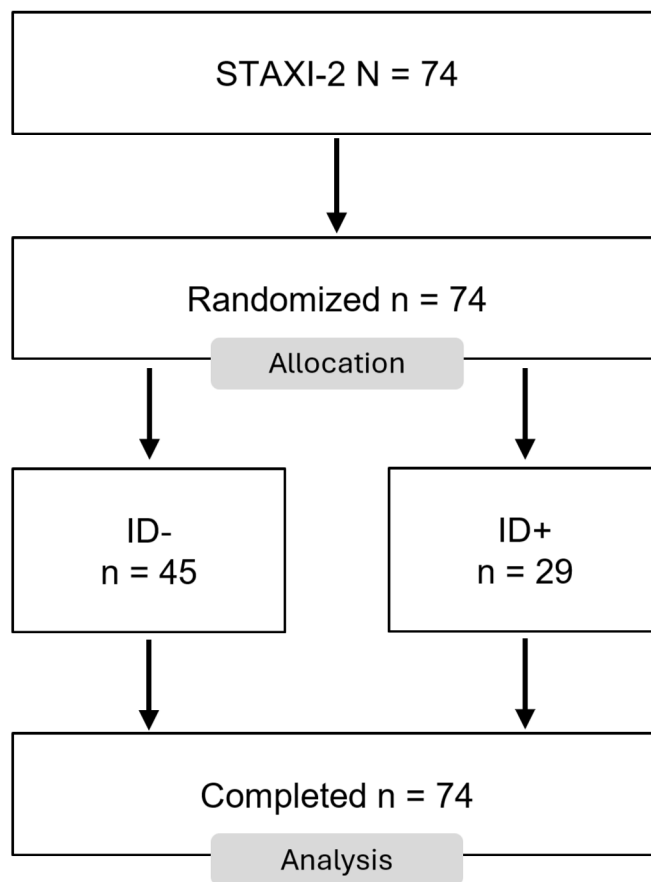 STAXI-2 N = 74
Randomized n = 74
Allocation
ID-
n = 45
ID+
n = 29
Completed n = 74
Analysis